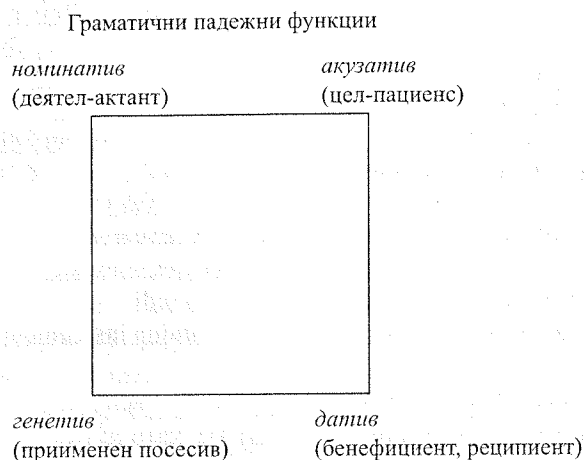 Граматични падежни функции
номинатив акузатив
(деятел-актант) (цел-пациенс)
генетив датив
(приименен посесив) (бенефициент, реципиент)